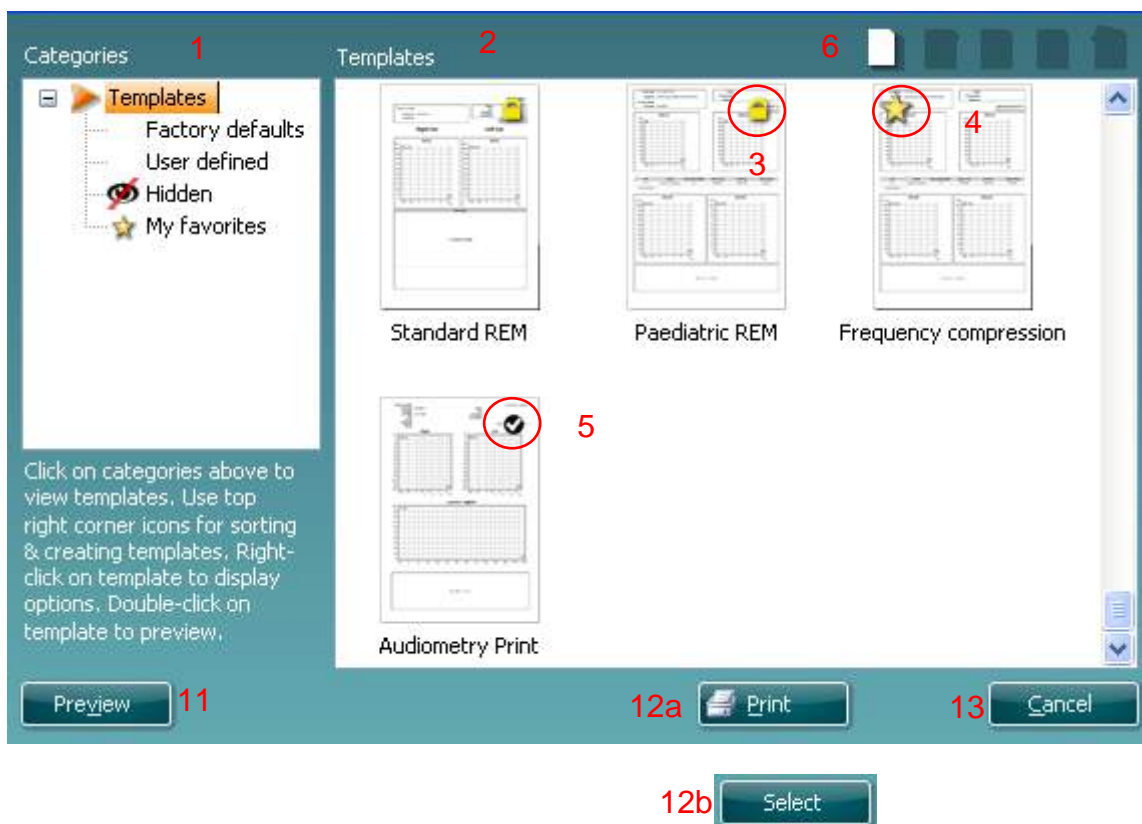 Categories 1
Templates 2
6
Templates
Factory defaults
User defined
Hidden
My favorites
3
4
Standard REM
Paediatric REM
Frequency compression
5
Audiometry Print
Click on categories above to
view templates. Use top
right corner icons for sorting
& creating templates. Right-
click on template to display
options. Double-click on
template to preview.
Preview 11
12a Print
13 Cancel
12b Select